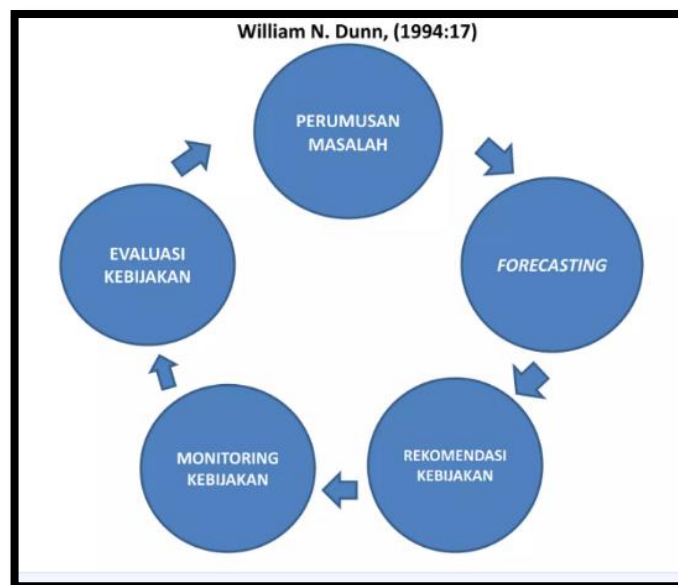 William N. Dunn, (1994:17)
PERUMUSAN
MASALAH
FORECASTING
REKOMENDASI
KEBIJAKAN
MONITORING
KEBIJAKAN
EVALUASI
KEBIJAKAN